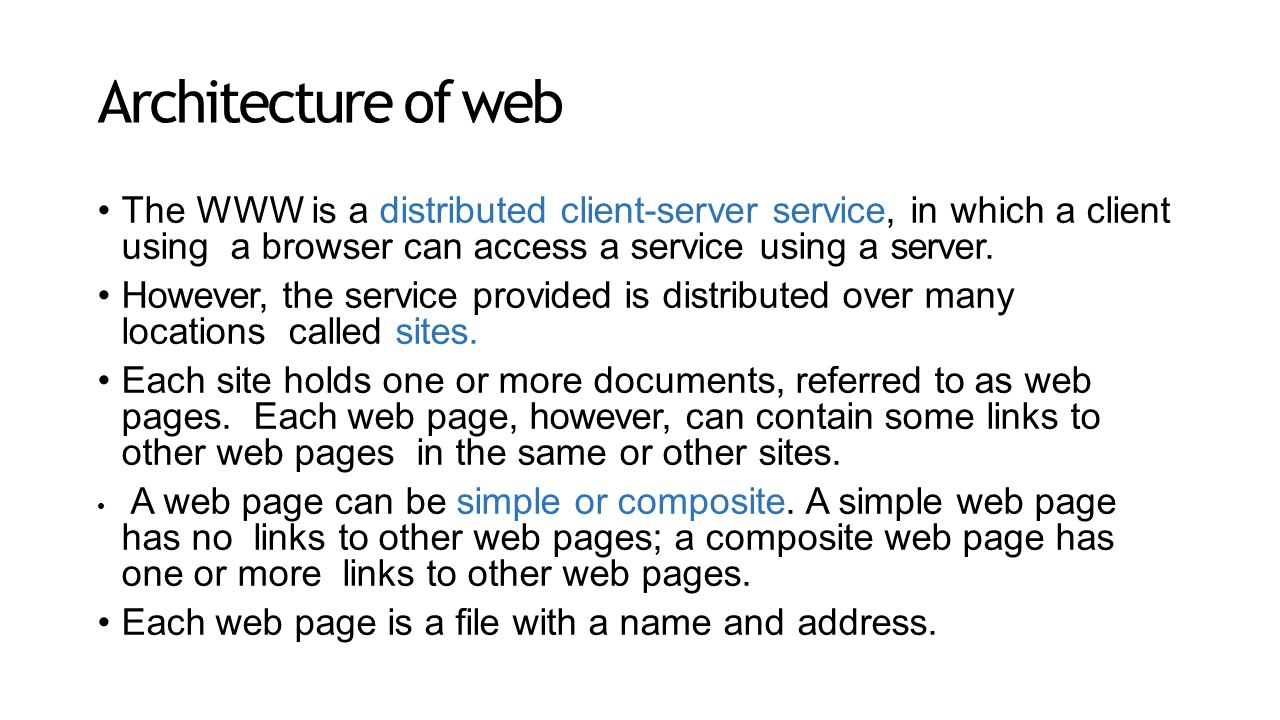 Architecture of web
• The WWW is a distributed client-server service, in which a client
using  a browser can access a service using a server.
• However, the service provided is distributed over many
locations  called sites.
• Each site holds one or more documents, referred to as web
pages.  Each web page, however, can contain some links to
other web pages  in the same or other sites.
•  A web page can be simple or composite. A simple web page
has no  links to other web pages; a composite web page has
one or more  links to other web pages.
• Each web page is a file with a name and address.